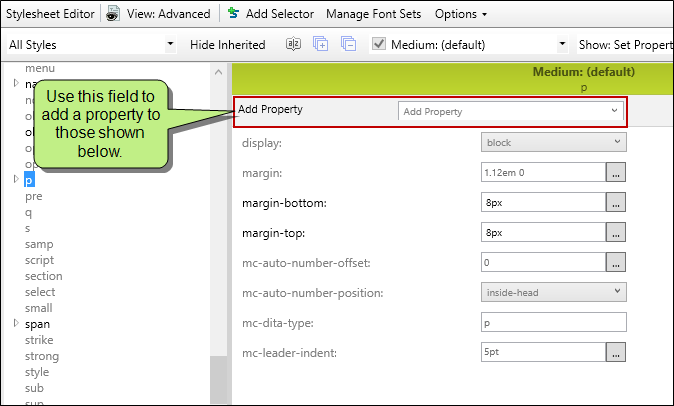 Stylesheet Editor View: Advanced Add Selector Manage Font Sets Options
All Styles Hide Inherited Medium: (default) Show: Set Propert
menu
Medium: (default)
p
Use this field to
add a property to
those shown
below.
Add Property Add Property
display: block
margin: 1.12em 0 ...
margin-bottom: 8px ...
margin-top: 8px ...
mc-auto-number-offset: 0 ...
mc-auto-number-position: inside-head
mc-dita-type: p
mc-leader-indent: 5pt ...
p
pre
q
s
samp
script
section
select
small
span
strike
strong
style
sub
sup